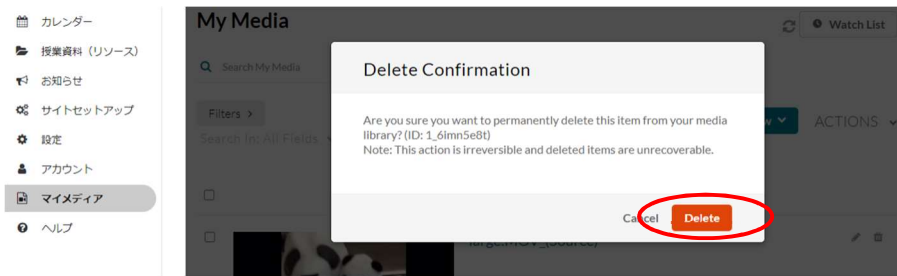 カレンダー
授業資料（リソース）
お知らせ
サイトセットアップ
設定
アカウント
マイメディア
ヘルプ
My Media
Watch List
Search My Media
Filters >
Search In: All Fields
ACTIONS
Delete Confirmation
Are you sure you want to permanently delete this item from your media
library? (ID: 1_6imn5e8t)
Note: This action is irreversible and deleted items are unrecoverable.
Cancel Delete